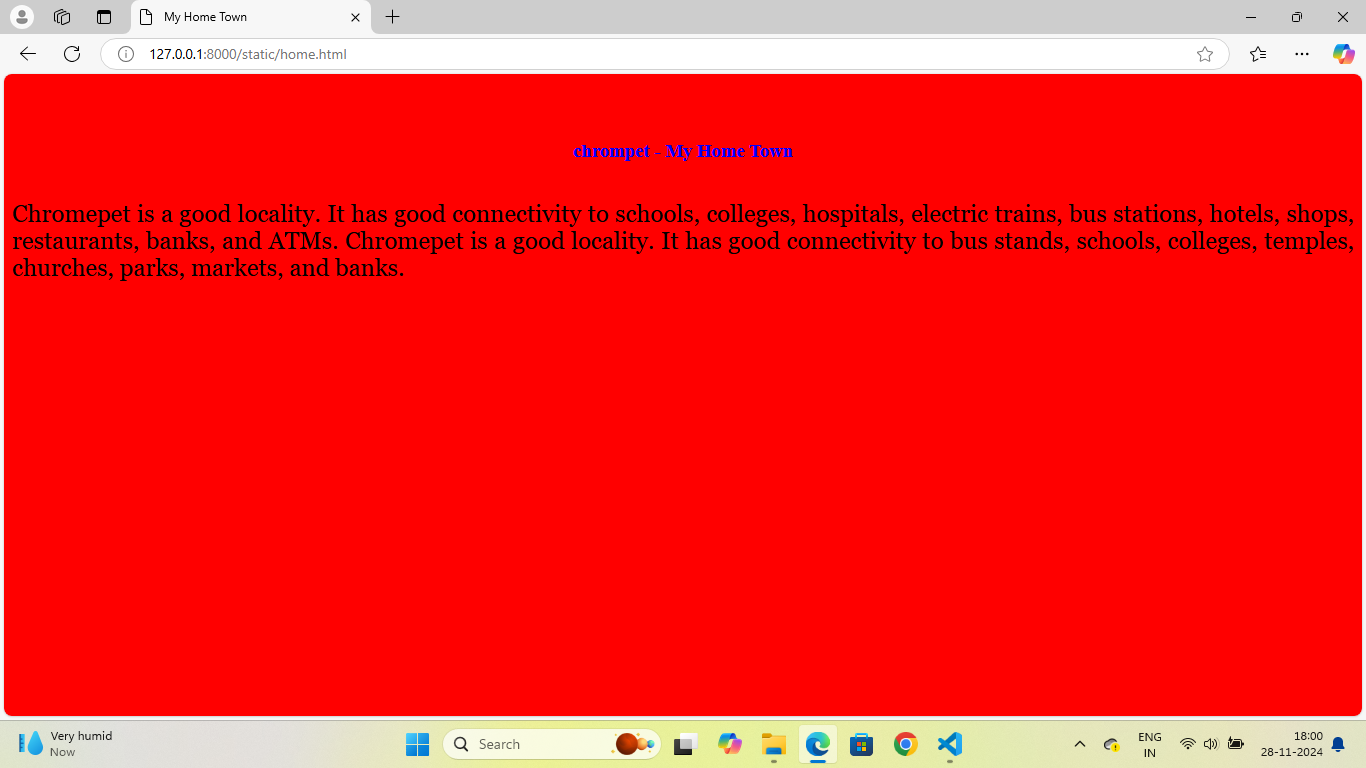 My Home Town
127.0.0.1:8000/static/home.html
chrompet - My Home Town
Chromepet is a good locality. It has good connectivity to schools, colleges, hospitals, electric trains, bus stations, hotels, shops,
restaurants, banks, and ATMs. Chromepet is a good locality. It has good connectivity to bus stands, schools, colleges, temples,
churches, parks, markets, and banks.
Very humid
Now
Search
ENG
IN
18:00
28-11-2024